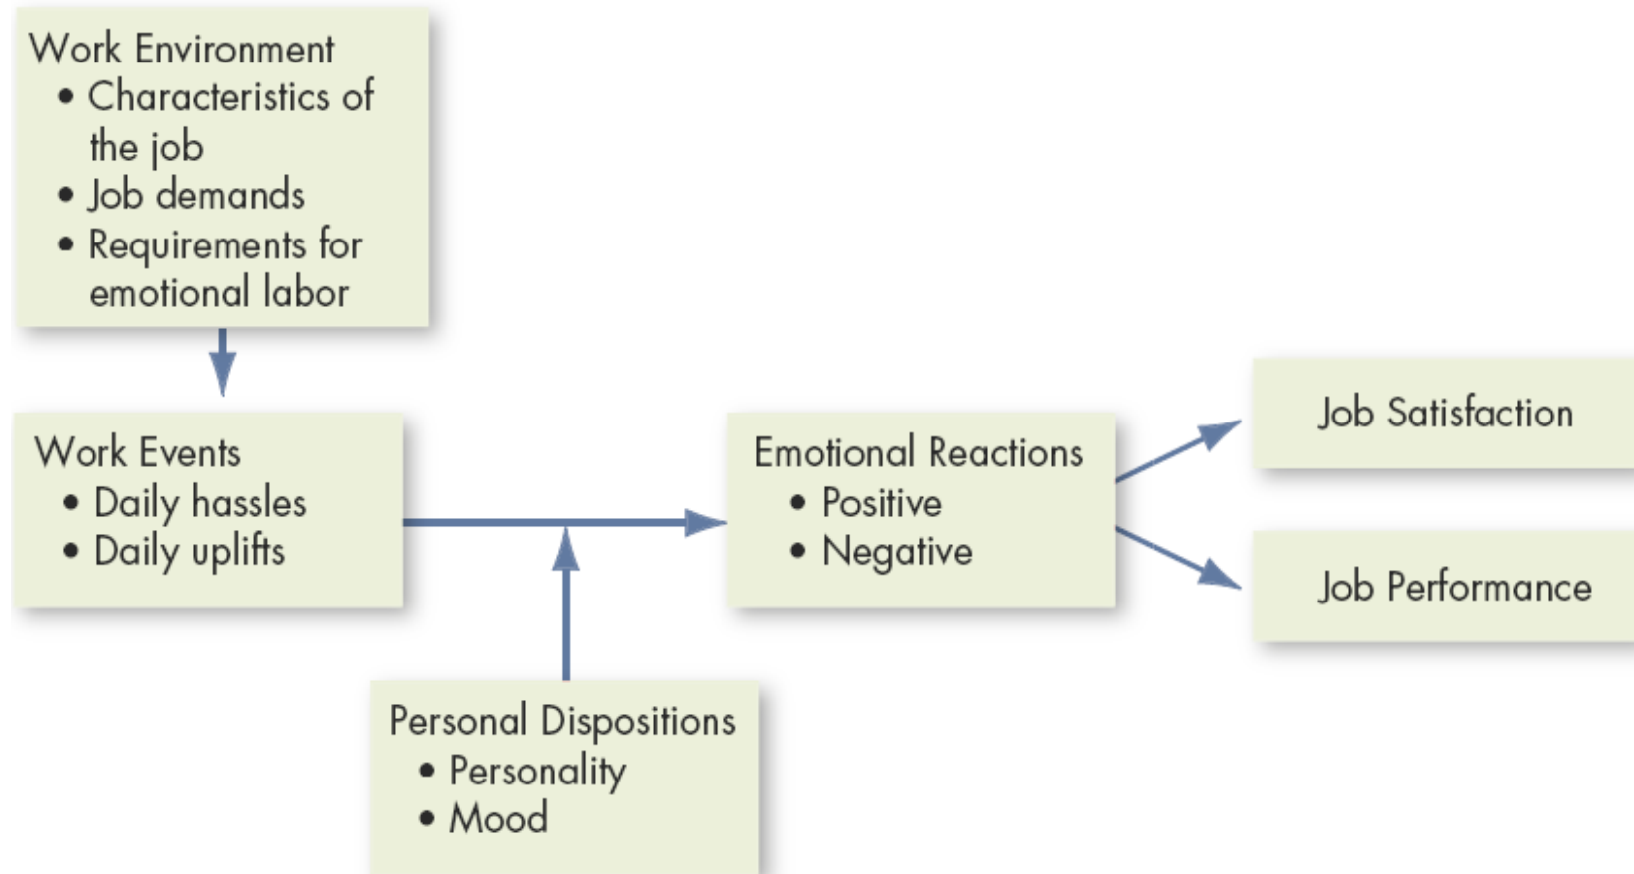 Work Environment
• Characteristics of
the job
• Job demands
• Requirements for
emotional labor
Work Events
• Daily hassles
• Daily uplifts
Emotional Reactions
• Positive
• Negative
Job Satisfaction
Job Performance
Personal Dispositions
• Personality
• Mood